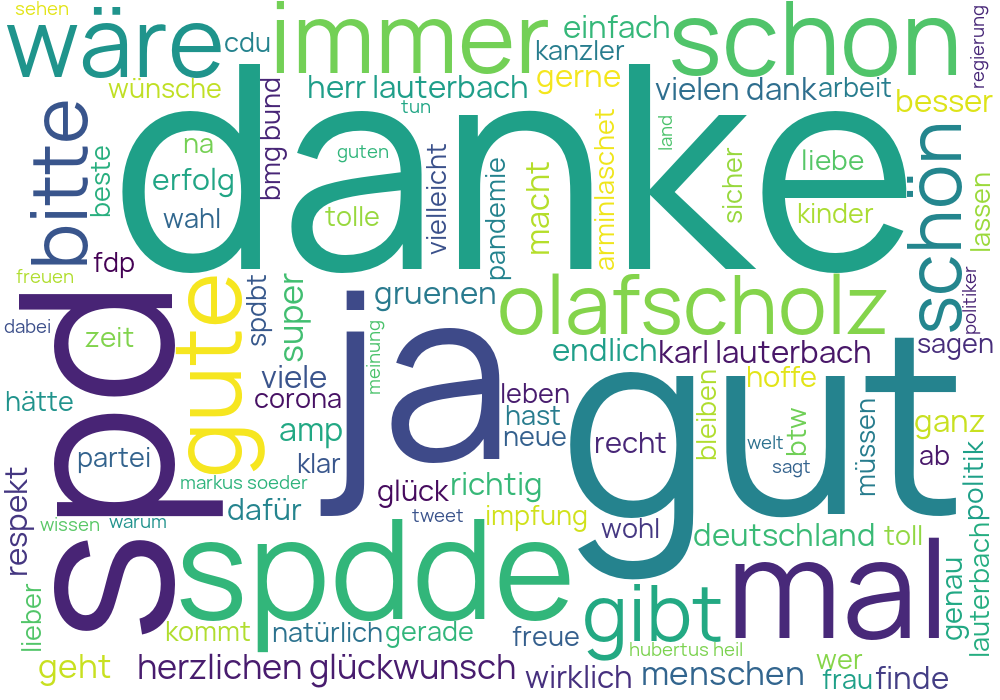 sehen
wäre
cdu
immer
einfach
kanzler
schon
regierung
wünsche
herr lauterbach
gerne
vielen dank
arbeit
besser
tun
bitte
beste
danke
na
bmg bund
guten
erfolg
tolle
wahl
vielleicht
pandemie
macht
arminlaschet
land
sicher
liebe
kinder
schön
lassen
fdp
freuen
spdbt
super
gruenen
olafscholz
politiker
dabei
spd
zeit
gute
meinung
ja
endlich
karl lauterbach
sagen
viele
corona
leben
gut
hoffe
hätte
amp
hast
neue
bleiben
btw
welt
sagt
müssen
ganz
recht
ab
partei
klar
markus soeder
glück
richtig
respekt
wissen
warum
dafür
tweet
impfung
wohl
deutschland
toll
politik
spdde
mal
lieber
kommt
natürlich
gerade
freue
gibt
hubertus heil
genau
lauterbach
geht
herzlichen glückwunsch
wirklich
menschen
wer
frau
finde